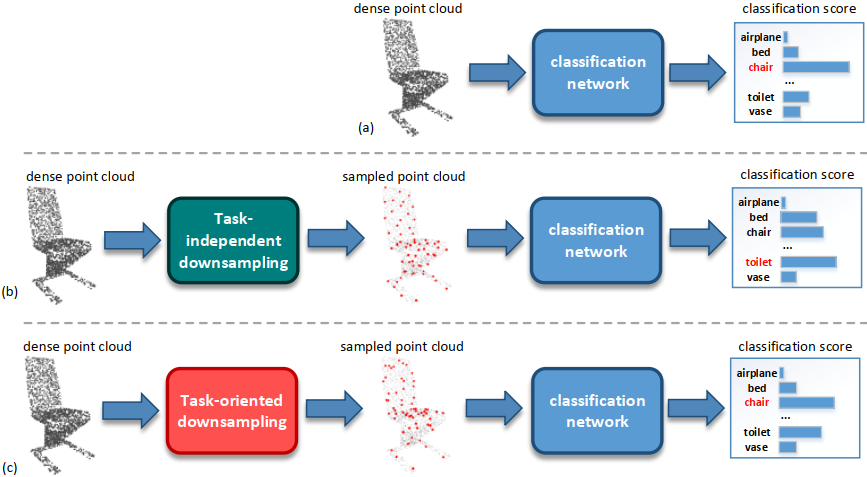 dense point cloud
classification score
classification
network
airplane
bed
chair
...
toilet
vase
(a)
dense point cloud
sampled point cloud
classification score
Task-
independent
downsampling
classification
network
airplane
bed
chair
...
toilet
vase
(b)
dense point cloud
sampled point cloud
classification score
Task-oriented
downsampling
classification
network
airplane
bed
chair
...
toilet
vase
(c)